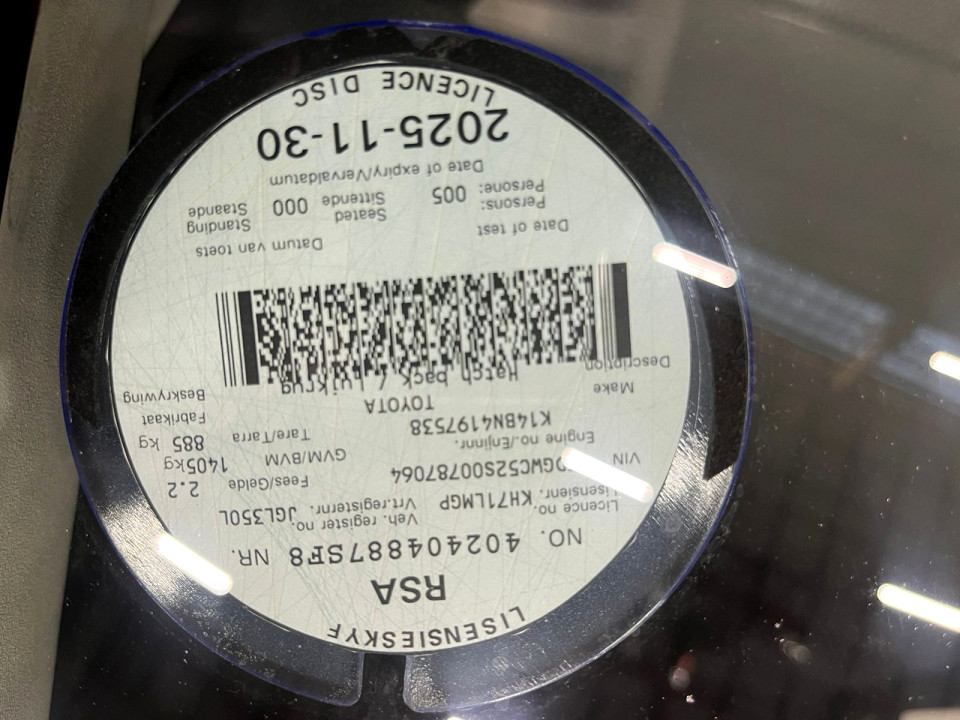 LISENSIESKYF
RSA
NO. 40240487SF8 NR.
Licence no. Veh. register no.
Lisensienr. KH71LMGP Vrt.registernr. JGL350L
VIN Fees/Gelde 2.2
GVM/BVM 1405kg
Engine no./Enjinnr. Tare/Tarra 885 kg
K14BN4197538
TOYOTA
Make Fabrikaat
Hatch back / Luikrug
Description Beskrywing
Date of test Datum van toets
Persons: 005 Seated 000 Standing
Persone: Sittende Staande
Date of expiry/Vervaldatum
2025-11-30
LICENCE DISC